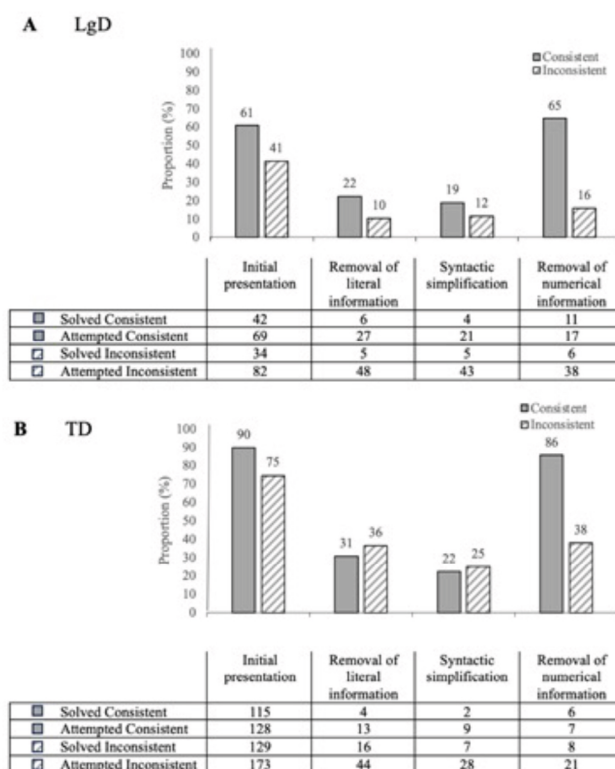 A LgD
Consistent
Inconsistent
Proportion (%)
100
90
80
70
60
50
40
30
20
10
0
61
41
22
10
19
12
65
16
Initial presentation Removal of literal information Syntactic simplification Removal of numerical information
Solved Consistent 42 6 4 11
Attempted Consistent 69 27 21 17
Solved Inconsistent 34 5 5 6
Attempted Inconsistent 82 48 43 38
B TD
Consistent
Inconsistent
Proportion (%)
100
90
80
70
60
50
40
30
20
10
0
90
75
31
36
22
25
86
38
Initial presentation Removal of literal information Syntactic simplification Removal of numerical information
Solved Consistent 115 4 2 6
Attempted Consistent 128 13 9 7
Solved Inconsistent 129 16 7 8
Attempted Inconsistent 173 44 28 21